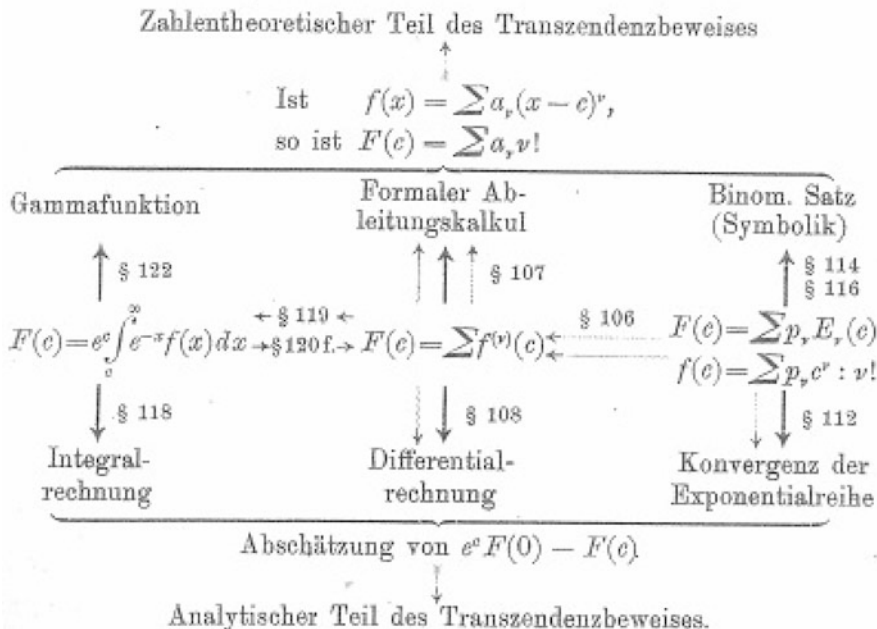 Zahlentheoretischer Teil des Transzendenzbeweises
Ist f(x) = ∑ a_ν (x − c)^ν,
so ist F(c) = ∑ a_ν ν!
Gammafunktion
Formaler Ab-
leitungskalkul
Binom. Satz
(Symbolik)
§ 122
§ 107
§ 114
§ 116
F(c) = e^c ∫_c^∞ e^{−x} f(x) dx
← § 119 ←
→ § 120 f. →
F(c) = ∑ f^{(ν)}(c)
§ 106
F(c) = ∑ p_ν E_ν(c)
f(c) = ∑ p_ν c^ν : ν!
§ 118
§ 108
§ 112
Integral-
rechnung
Differential-
rechnung
Konvergenz der
Exponentialreihe
Abschätzung von e^c F(0) − F(c)
Analytischer Teil des Transzendenzbeweises.